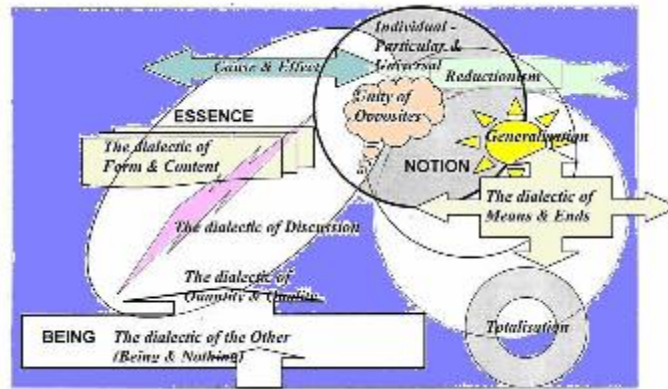 Individual -
Particular &
Universal
Cause & Effect
Reductionism
Unity of
Opposites
ESSENCE
Generalisation
The dialectic of
Form & Content
NOTION
The dialectic of
Means & Ends
The dialectic of Discussion
The dialectic of
Quantity & Quality
BEING The dialectic of the Other
(Being & Nothing)
Totalisation